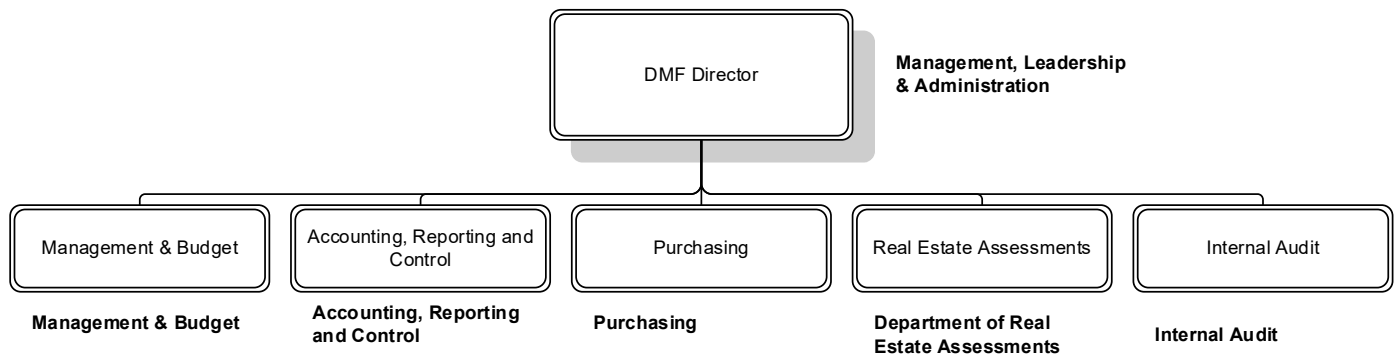 DMF Director
Management, Leadership
& Administration
Management & Budget
Accounting, Reporting and
Control
Purchasing
Real Estate Assessments
Internal Audit
Management & Budget
Accounting, Reporting
and Control
Purchasing
Department of Real
Estate Assessments
Internal Audit